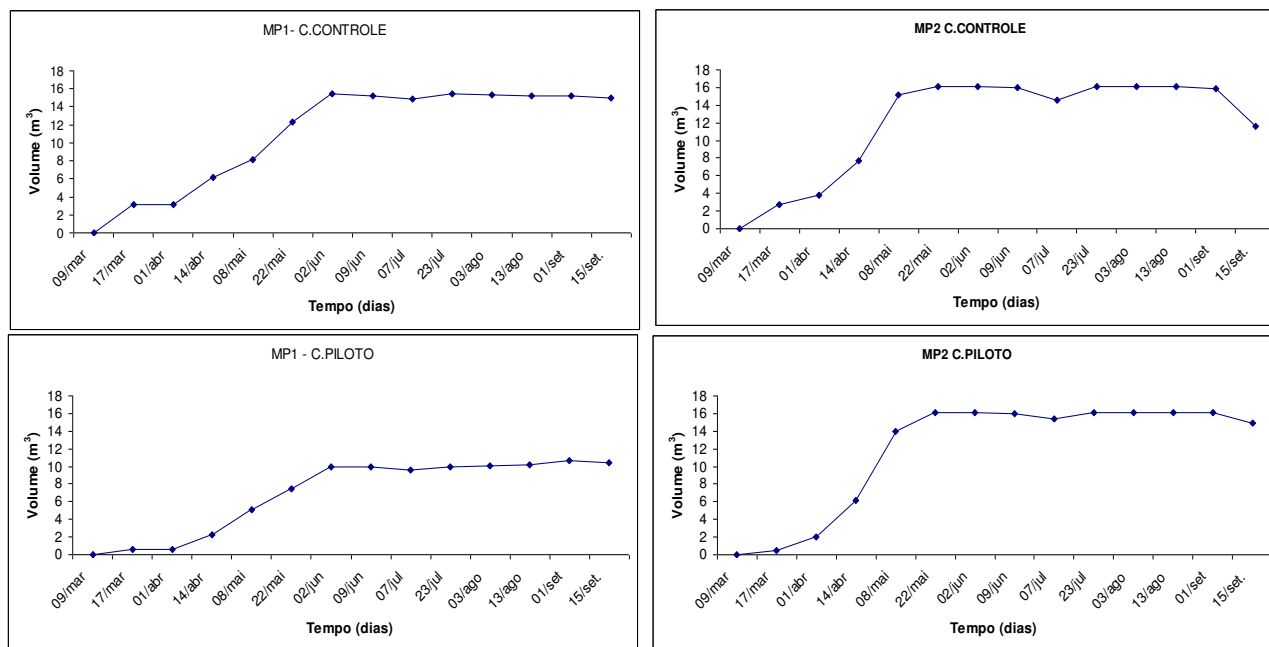 MP1- C.CONTROLE
Volume (m³)
18
16
14
12
10
8
6
4
2
0
09/mar
17/mar
01/abr
14/abr
08/mai
22/mai
02/jun
09/jun
07/jul
23/jul
03/ago
13/ago
01/set
15/set.
Tempo (dias)
MP2 C.CONTROLE
Volume (m³)
18
16
14
12
10
8
6
4
2
0
09/mar
17/mar
01/abr
14/abr
08/mai
22/mai
02/jun
09/jun
07/jul
23/jul
03/ago
13/ago
01/set
15/set.
Tempo (dias)
MP1 - C.PILOTO
Volume (m³)
18
16
14
12
10
8
6
4
2
0
09/mar
17/mar
01/abr
14/abr
08/mai
22/mai
02/jun
09/jun
07/jul
23/jul
03/ago
13/ago
01/set
15/set.
Tempo (dias)
MP2 C.PILOTO
Volume (m³)
18
16
14
12
10
8
6
4
2
0
09/mar
17/mar
01/abr
14/abr
08/mai
22/mai
02/jun
09/jun
07/jul
23/jul
03/ago
13/ago
01/set
15/set.
Tempo (dias)